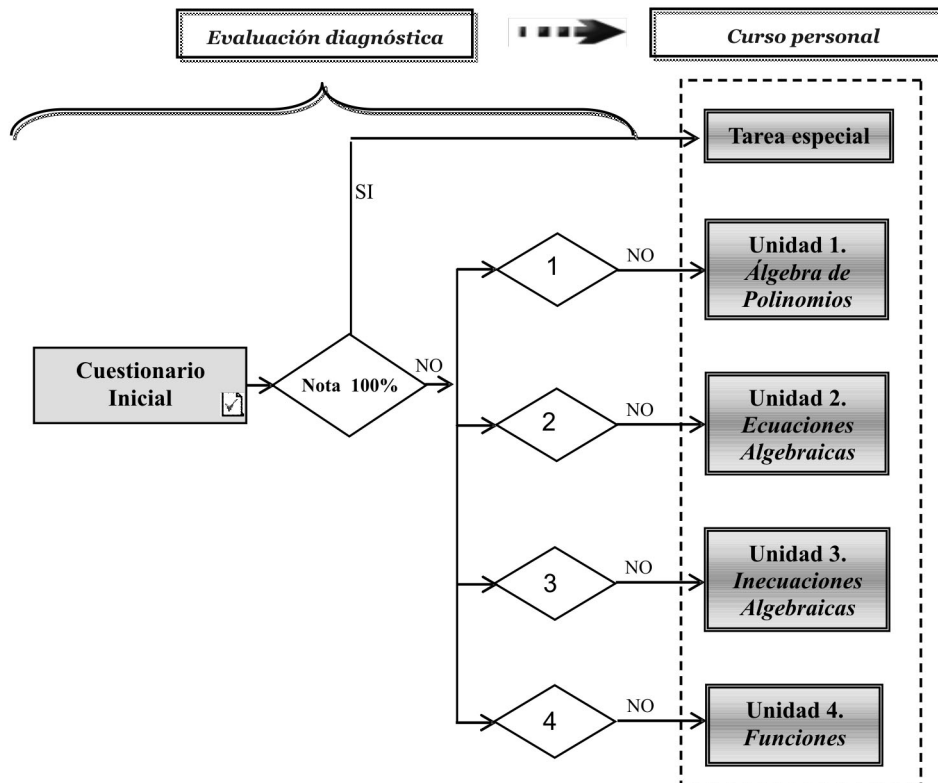 Evaluación diagnóstica
Curso personal
Tarea especial
SI
1
NO
Unidad 1.
Álgebra de
Polinomios
Cuestionario
Inicial
Nota 100%
NO
2
NO
Unidad 2.
Ecuaciones
Algebraicas
3
NO
Unidad 3.
Inecuaciones
Algebraicas
4
NO
Unidad 4.
Funciones